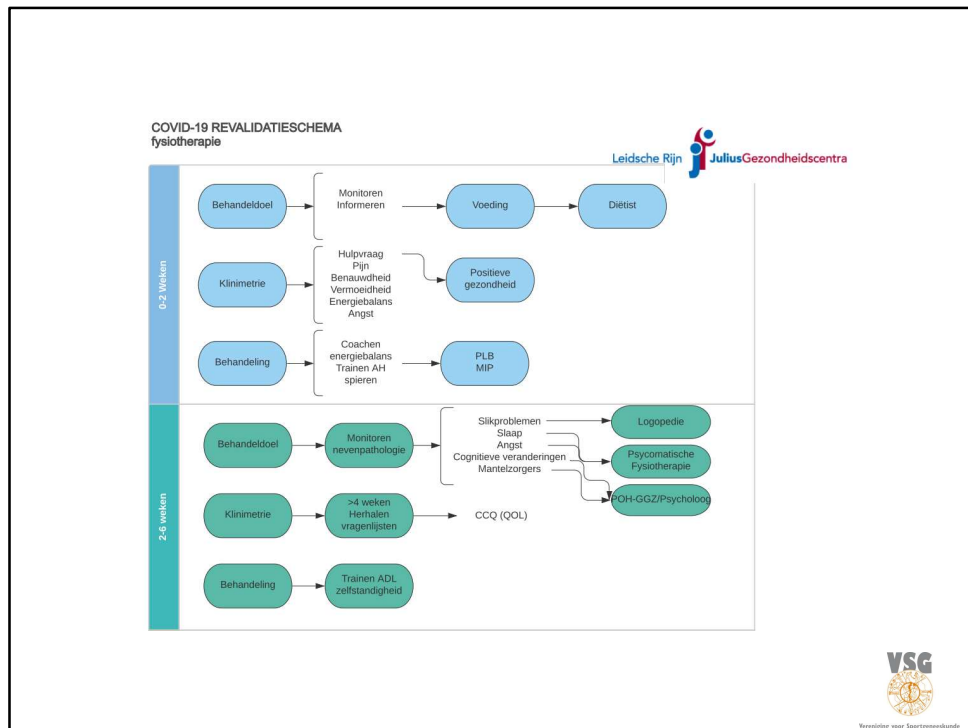 COVID-19 REVALIDATIESCHEMA
fysiotherapie
Leidsche Rijn JuliusGezondheidscentra
0-2 Weken
Behandeldoel
Monitoren
Informeren
Voeding
Diëtist
Klinimetrie
Hulpvraag
Pijn
Benauwdheid
Vermoeidheid
Energiebalans
Angst
Positieve
gezondheid
Behandeling
Coachen
energiebalans
Trainen AH
spieren
PLB
MIP
2-6 weken
Behandeldoel
Monitoren
nevenpathologie
Slikproblemen
Slaap
Angst
Cognitieve veranderingen
Mantelzorgers
Logopedie
Psycomatische
Fysiotherapie
POH-GGZ/Psycholoog
Klinimetrie
>4 weken
Herhalen
vragenlijsten
CCQ (QOL)
Behandeling
Trainen ADL
zelfstandigheid
VSG
Vereniging voor Sportgeneeskunde